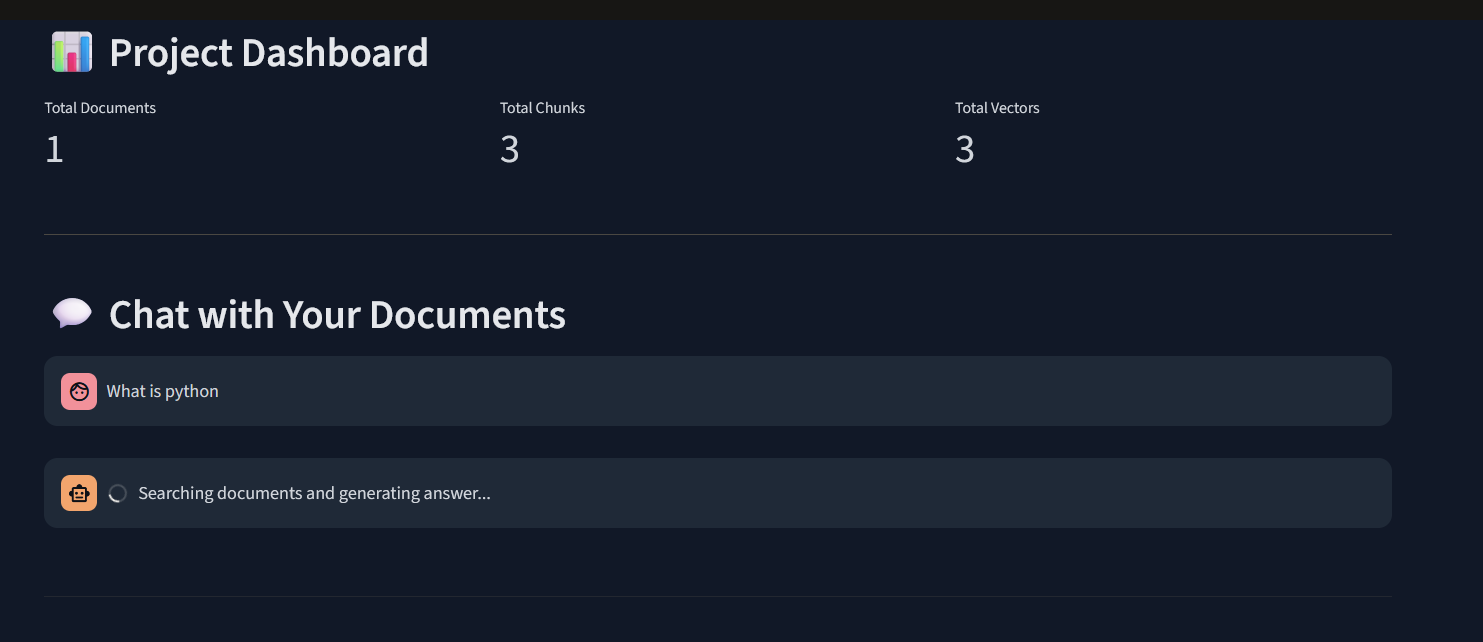 Project Dashboard
Total Documents
Total Chunks
Total Vectors
1
3
3
Chat with Your Documents
What is python
Searching documents and generating answer...